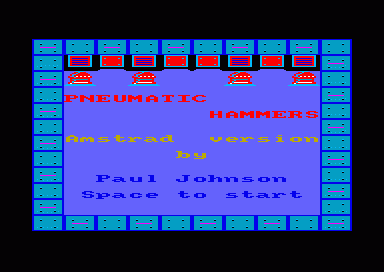 PNEUMATIC
HAMMERS
Amstrad version
by
Paul Johnson
Space to start